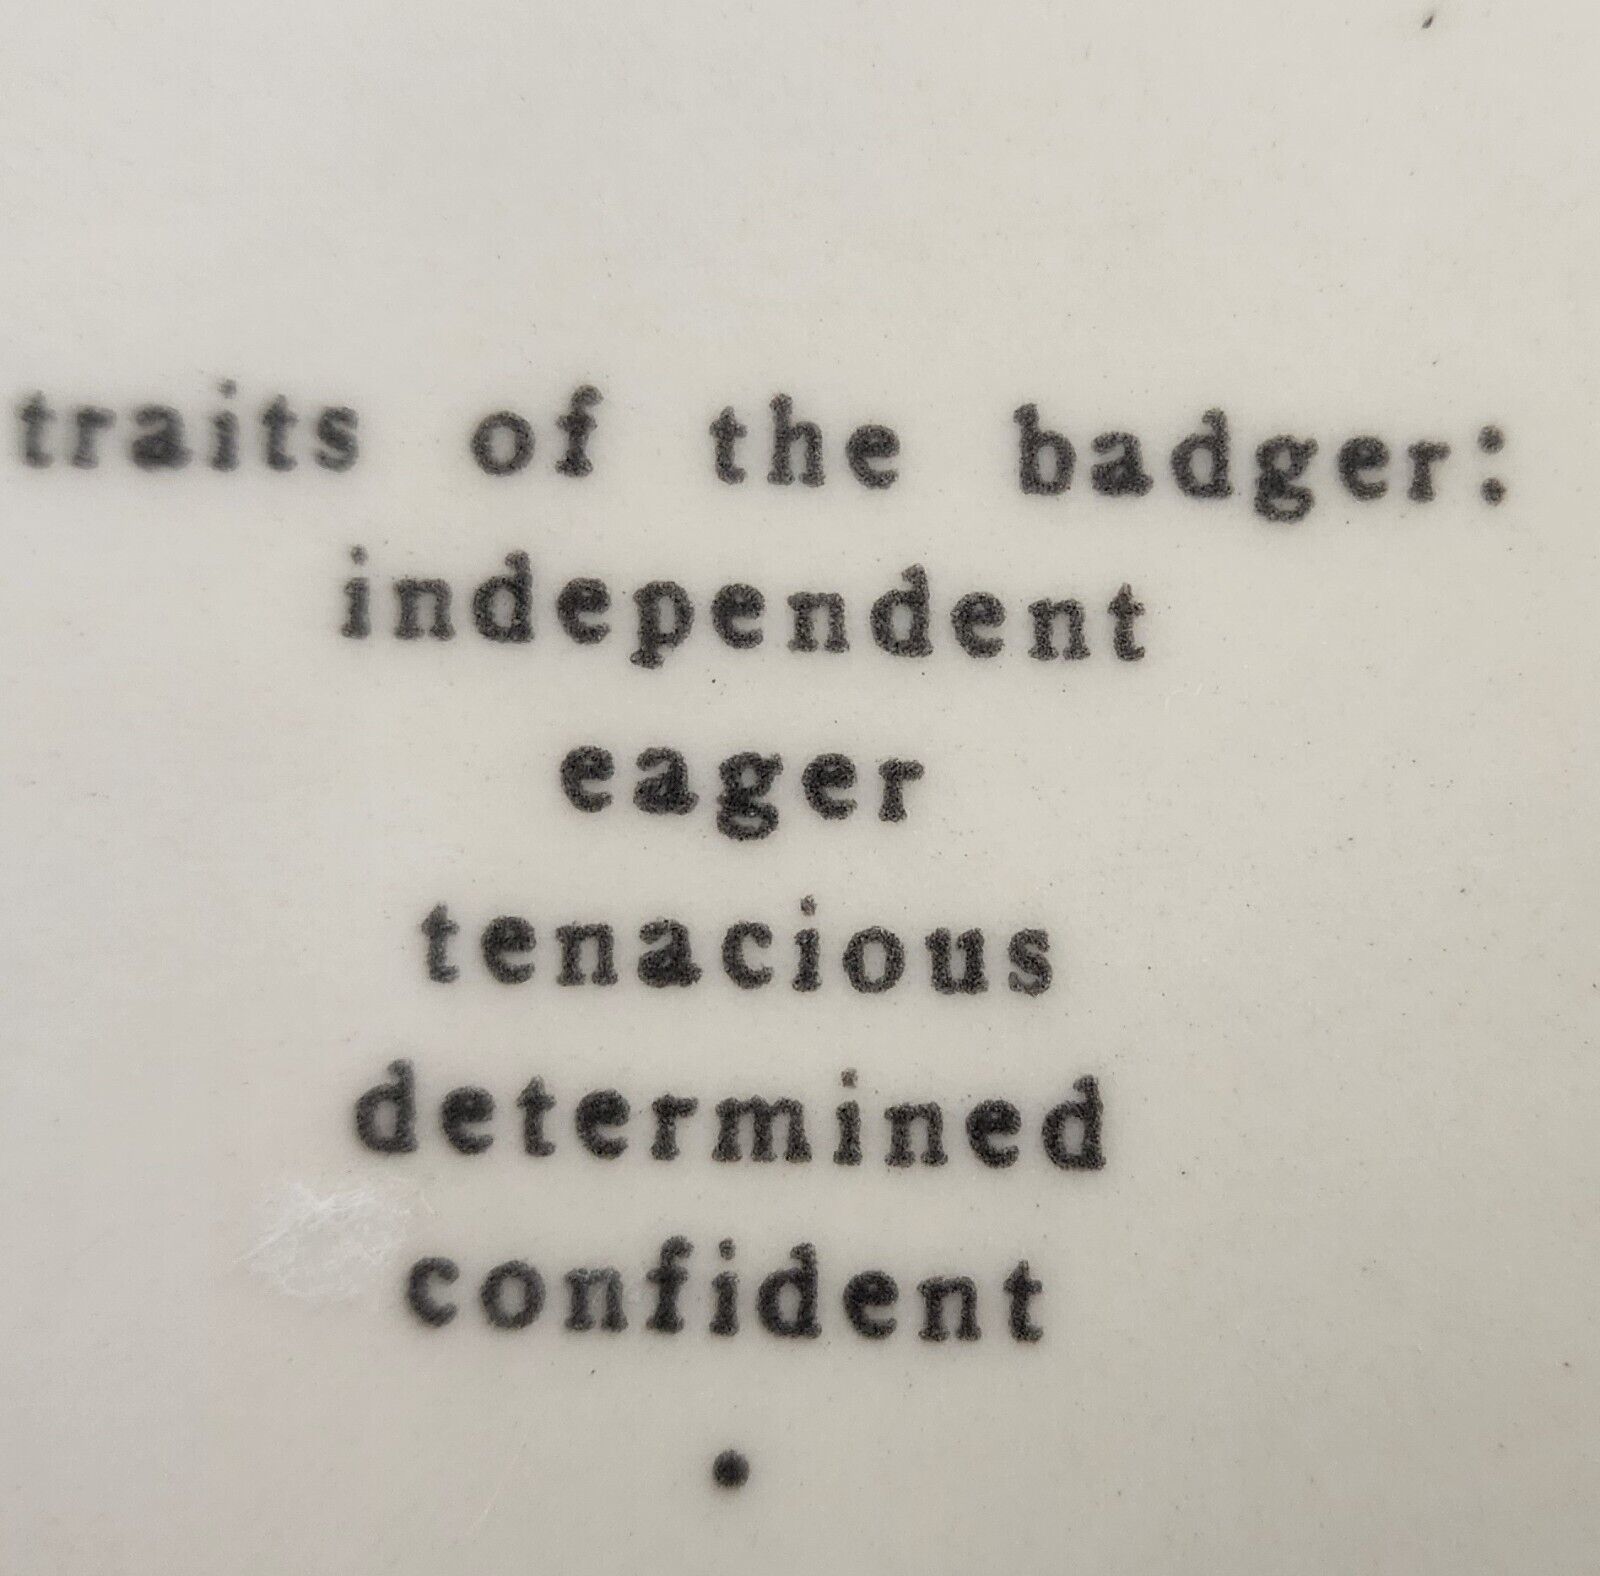 traits of the badger:
independent
eager
tenacious
determined
confident
•